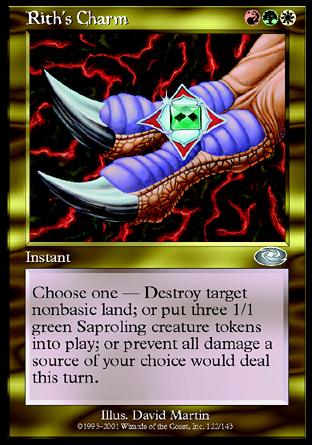 Rith's Charm
Instant
Choose one — Destroy target
nonbasic land; or put three 1/1
green Saproling creature tokens
into play; or prevent all damage a
source of your choice would deal
this turn.
Illus. David Martin
©1993-2001 Wizards of the Coast, Inc. 122/143